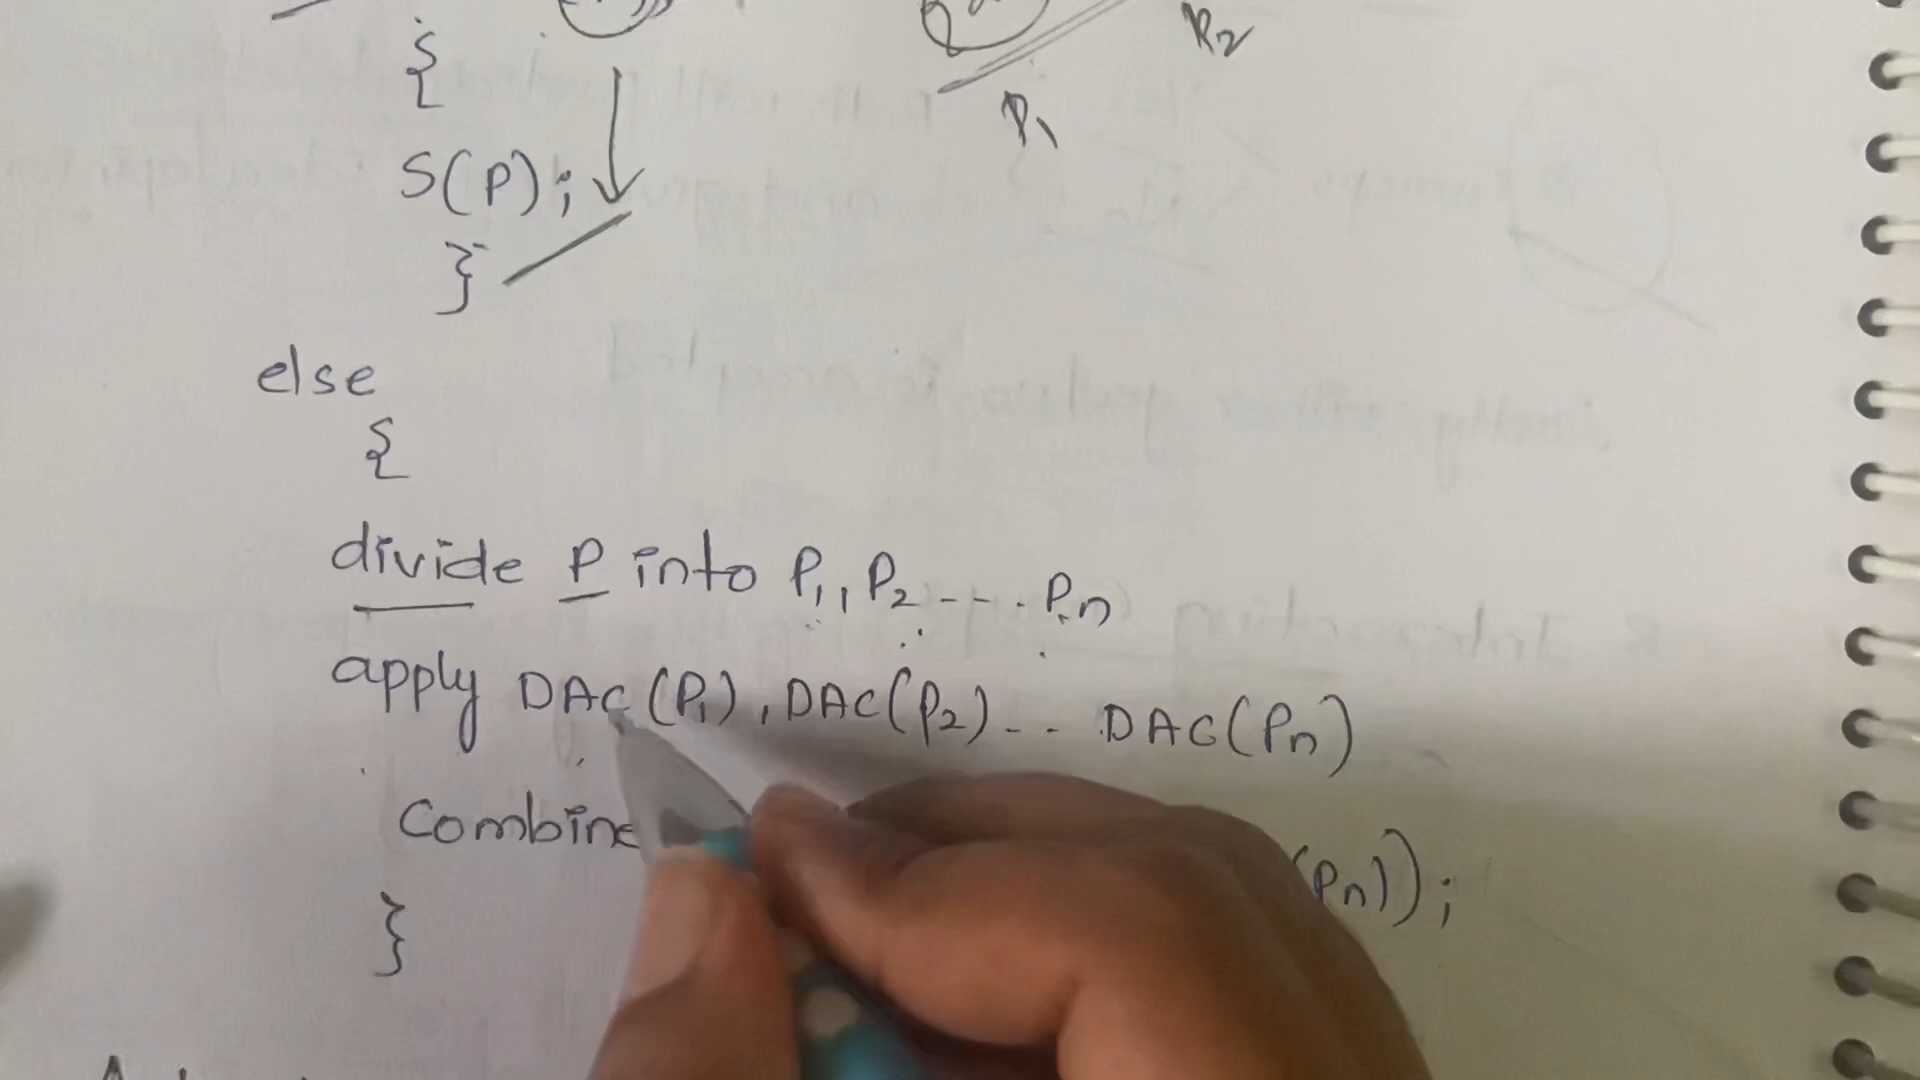 P2
{
P1
S(P);
}
else
{
divide P into P1, P2 --- Pn
apply DAC(P1), DAC(P2) -- DAC(Pn)
Combine (Pn));
}